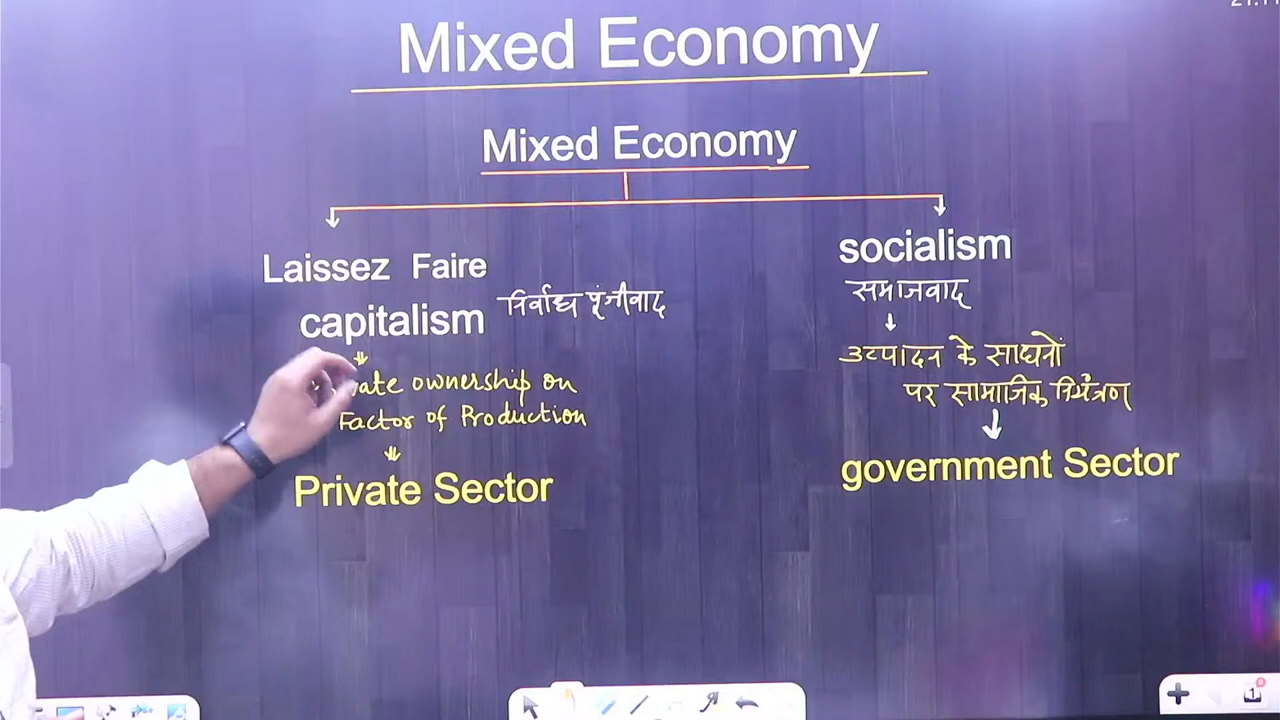 Mixed Economy
Mixed Economy
Laissez Faire
capitalism निर्वाध पूंजीवाद
ownership on
Factor of Production
Private Sector
socialism
समाजवाद
उत्पादन के साधनों
पर सामाजिक नियंत्रण
government Sector